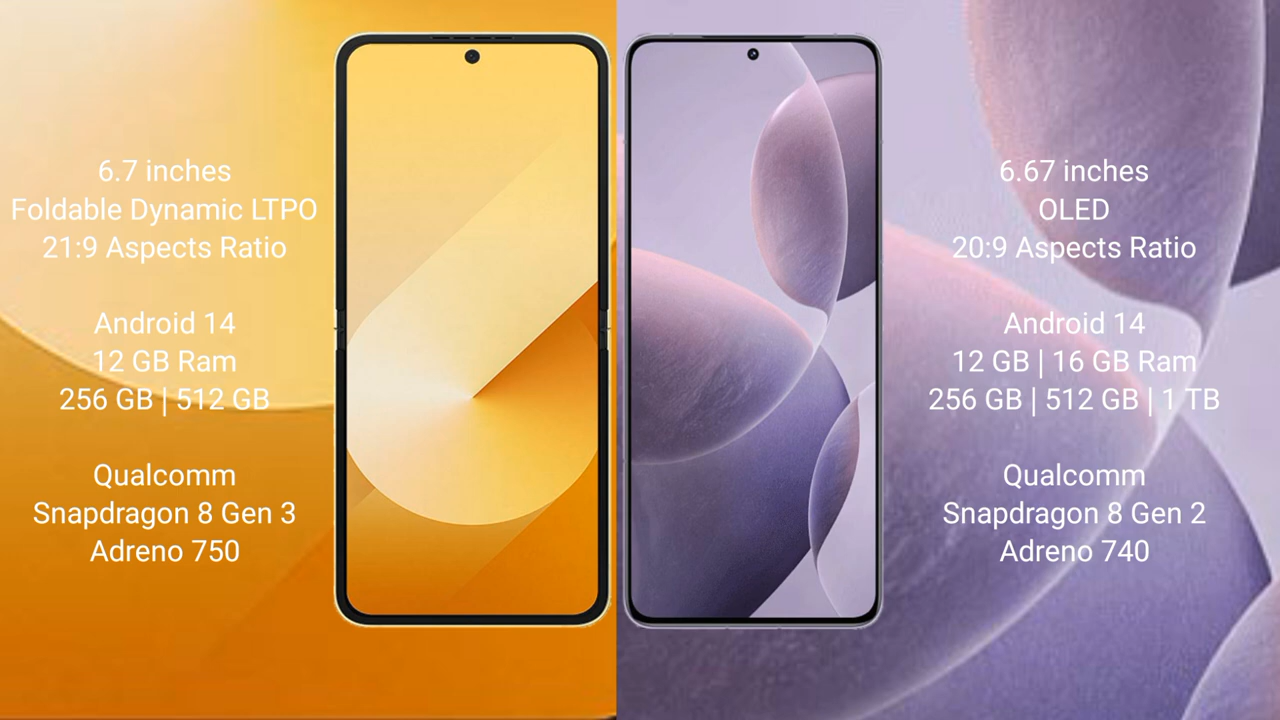 6.7 inches
Foldable Dynamic LTPO
21:9 Aspects Ratio
Android 14
12 GB Ram
256 GB | 512 GB
Qualcomm
Snapdragon 8 Gen 3
Adreno 750
6.67 inches
OLED
20:9 Aspects Ratio
Android 14
12 GB | 16 GB Ram
256 GB | 512 GB | 1 TB
Qualcomm
Snapdragon 8 Gen 2
Adreno 740